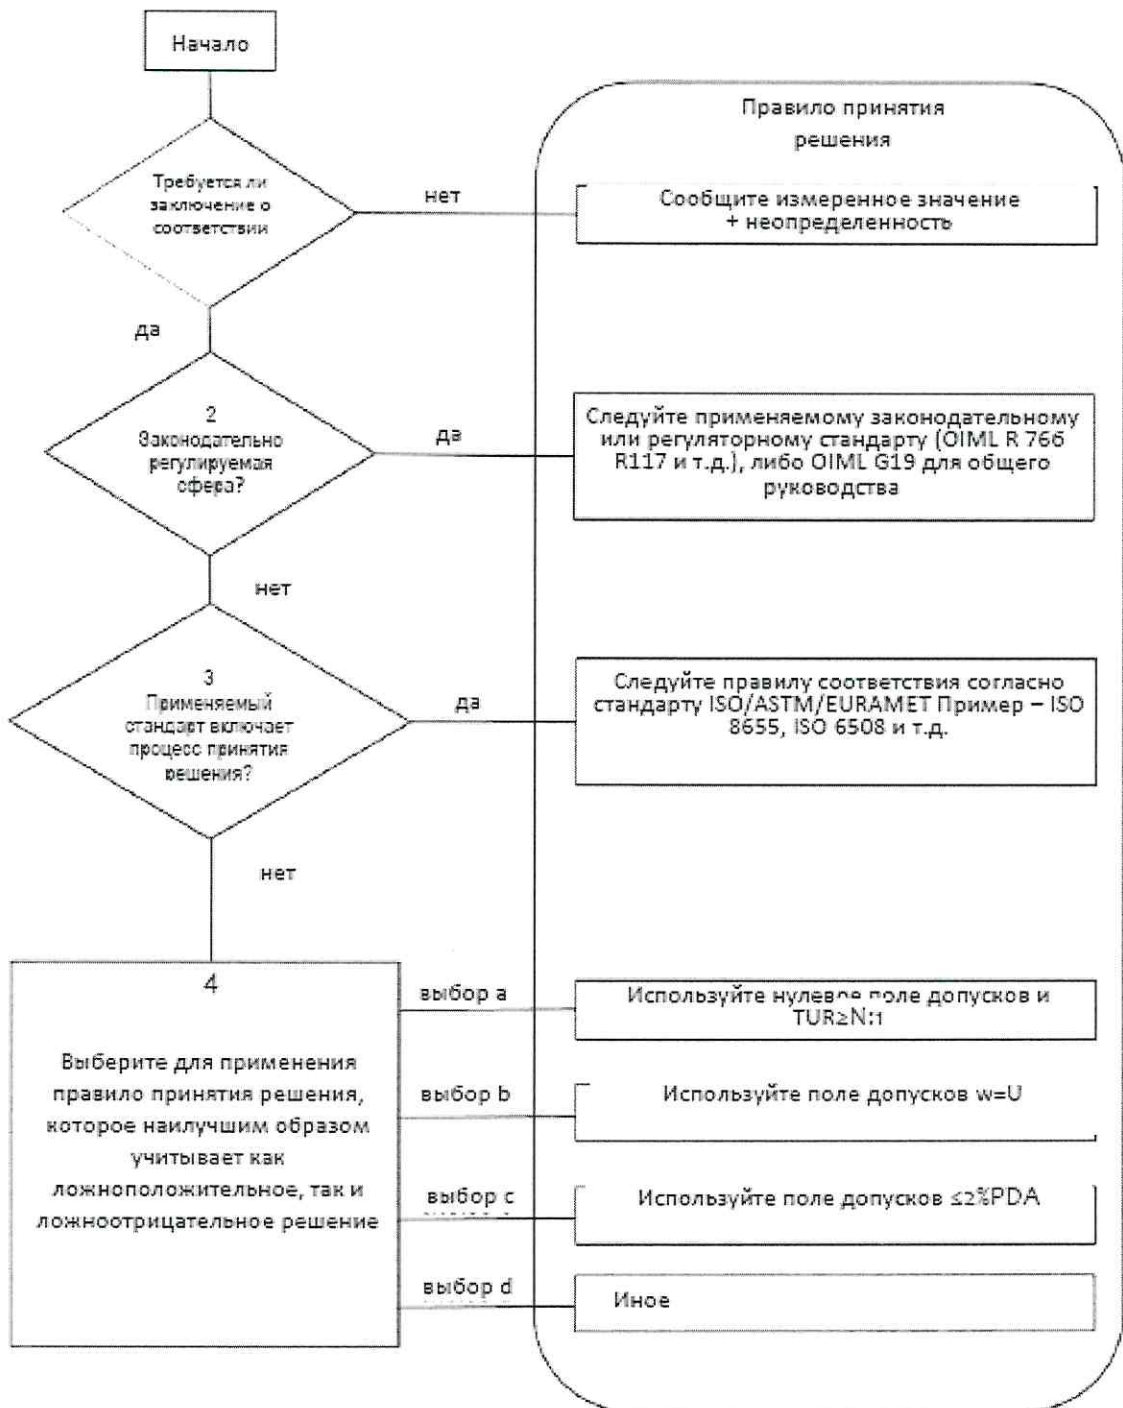 Начало
Правило принятия
решения
Требуется ли
заключение о
соответствии
нет
Сообщите измеренное значение
+ неопределенность
да
2
Законодательно
регулируемая
сфера?
да
Следуйте применяемому законодательному
или регуляторному стандарту (OIML R 76б
R117 и т.д.), либо OIML G19 для общего
руководства
нет
3
Применяемый
стандарт включает
процесс принятия
решения?
да
Следуйте правилу соответствия согласно
стандарту ISO/ASTM/EURAMET Пример – ISO
8655, ISO 6508 и т.д.
нет
4
Выберите для применения
правило принятия решения,
которое наилучшим образом
учитывает как
ложноположительное, так и
ложноотрицательное решение
выбор a
Используйте нулевое поле допусков и
TUR≥N:1
выбор b
Используйте поле допусков w=U
выбор c
Используйте поле допусков ≤2%PDA
выбор d
Иное